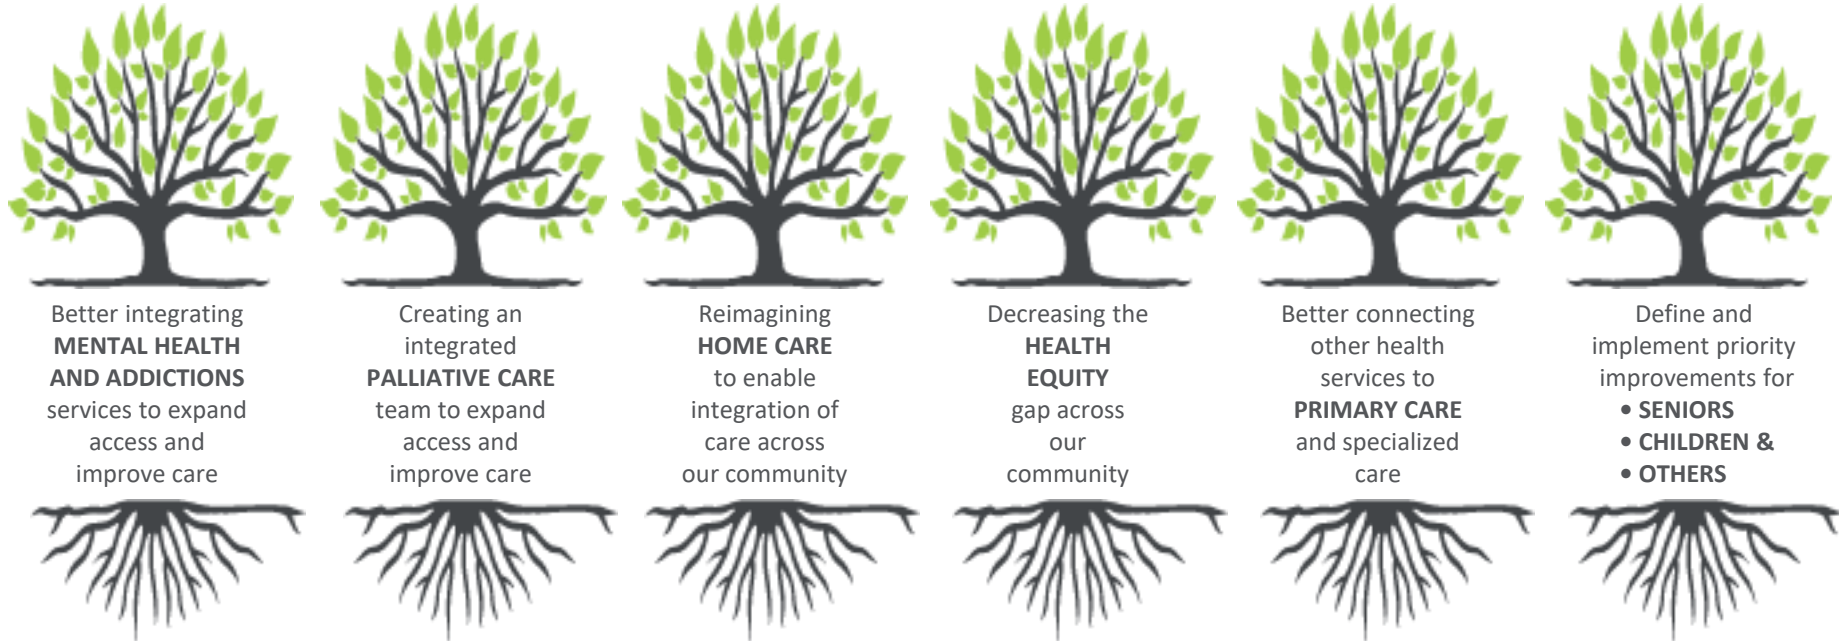 Better integrating
MENTAL HEALTH
AND ADDICTIONS
services to expand
access and
improve care
Creating an
integrated
PALLIATIVE CARE
team to expand
access and
improve care
Reimagining
HOME CARE
to enable
integration of
care across
our community
Decreasing the
HEALTH
EQUITY
gap across
our
community
Better connecting
other health
services to
PRIMARY CARE
and specialized
care
Define and
implement priority
improvements for
• SENIORS
• CHILDREN &
• OTHERS